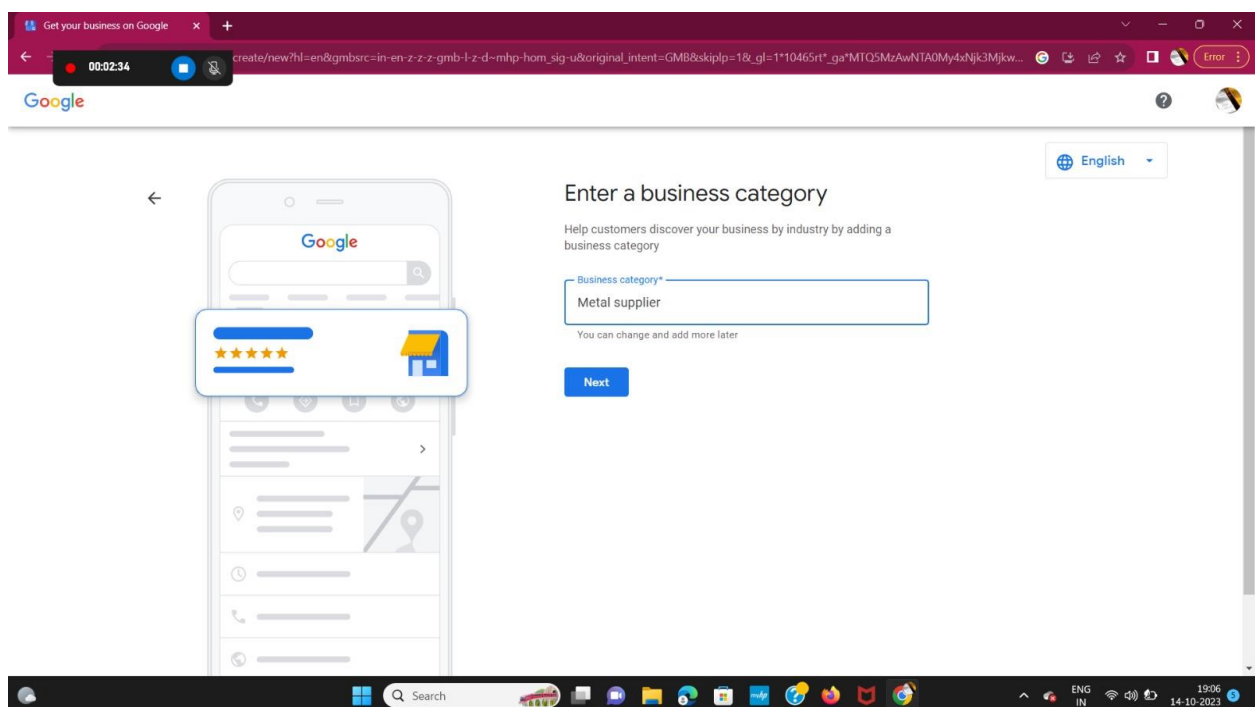 Get your business on Google
00:02:34
create/new?hl=en&gmbsrc=in-en-z-z-z-gmb-l-z-d~mhp-hom_sig-u&original_intent=GMB&skiplp=1&_gl=1*10465rt*_ga*MTQ5MzAwNTA0My4xNjk3Mjkw...
Error
Google
English
Enter a business category
Google
Help customers discover your business by industry by adding a
business category
Business category*
Metal supplier
You can change and add more later
Next
Search
mhp
ENG
IN
19:06
14-10-2023
5